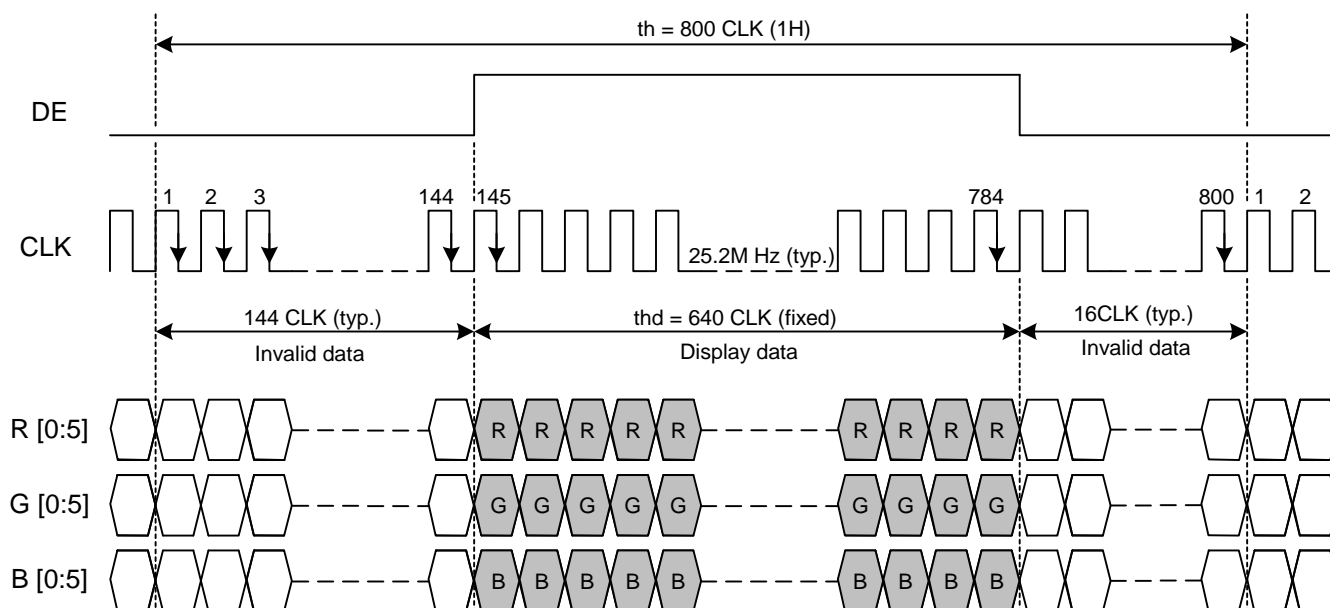 th = 800 CLK (1H)
DE
1 2 3 144 145 784 800 1 2
CLK
25.2M Hz (typ.)
144 CLK (typ.) thd = 640 CLK (fixed) 16CLK (typ.)
Invalid data Display data Invalid data
R [0:5] R R R R R R R R R
G [0:5] G G G G G G G G G
B [0:5] B B B B B B B B B